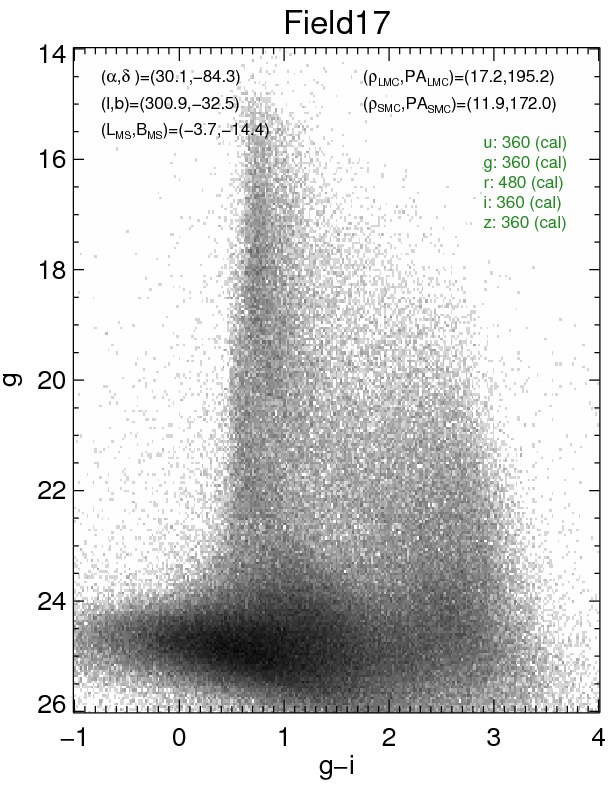 Field17
(α,δ )=(30.1,−84.3)
(ρLMC,PALMC)=(17.2,195.2)
(l,b)=(300.9,−32.5)
(ρSMC,PASMC)=(11.9,172.0)
(LMS,BMS)=(−3.7,−14.4)
u: 360 (cal)
g: 360 (cal)
r: 480 (cal)
i: 360 (cal)
z: 360 (cal)
14
16
18
20
22
24
26
g
−1 0 1 2 3 4
g−i